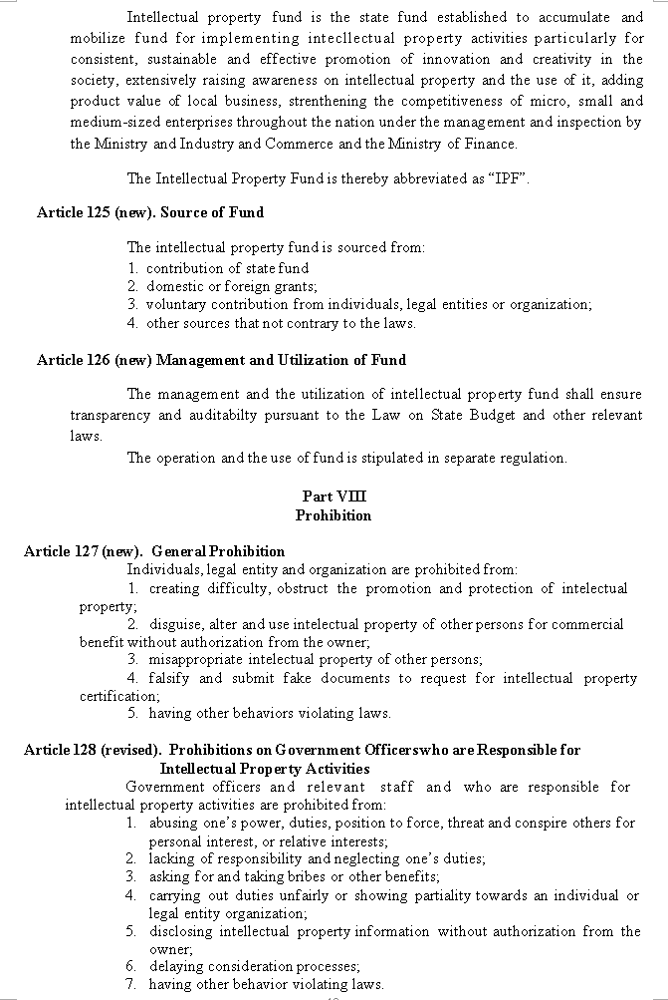 Intellectual property fund is the state fund established to accumulate and
mobilize fund for implementing intecllectual property activities particularly for
consistent, sustainable and effective promotion of innovation and creativity in the
society, extensively raising awareness on intellectual property and the use of it, adding
product value of local business, strenthening the competitiveness of micro, small and
medium-sized enterprises throughout the nation under the management and inspection by
the Ministry and Industry and Commerce and the Ministry of Finance.
The Intellectual Property Fund is thereby abbreviated as “IPF”.
Article 125 (new). Source of Fund
The intellectual property fund is sourced from:
1. contribution of state fund
2. domestic or foreign grants;
3. voluntary contribution from individuals, legal entities or organization;
4. other sources that not contrary to the laws.
Article 126 (new) Management and Utilization of Fund
The management and the utilization of intellectual property fund shall ensure
transparency and auditabilty pursuant to the Law on State Budget and other relevant
laws.
The operation and the use of fund is stipulated in separate regulation.
Part VIII
Prohibition
Article 127 (new). General Prohibition
Individuals, legal entity and organization are prohibited from:
1. creating difficulty, obstruct the promotion and protection of intelectual
property;
2. disguise, alter and use intelectual property of other persons for commercial
benefit without authorization from the owner;
3. misappropriate intelectual property of other persons;
4. falsify and submit fake documents to request for intellectual property
certification;
5. having other behaviors violating laws.
Article 128 (revised). Prohibitions on Government Officerswho are Responsible for
Intellectual Property Activities
Government officers and relevant staff and who are responsible for
intellectual property activities are prohibited from:
1. abusing one’s power, duties, position to force, threat and conspire others for
personal interest, or relative interests;
2. lacking of responsibility and neglecting one’s duties;
3. asking for and taking bribes or other benefits;
4. carrying out duties unfairly or showing partiality towards an individual or
legal entity organization;
5. disclosing intellectual property information without authorization from the
owner;
6. delaying consideration processes;
7. having other behavior violating laws.